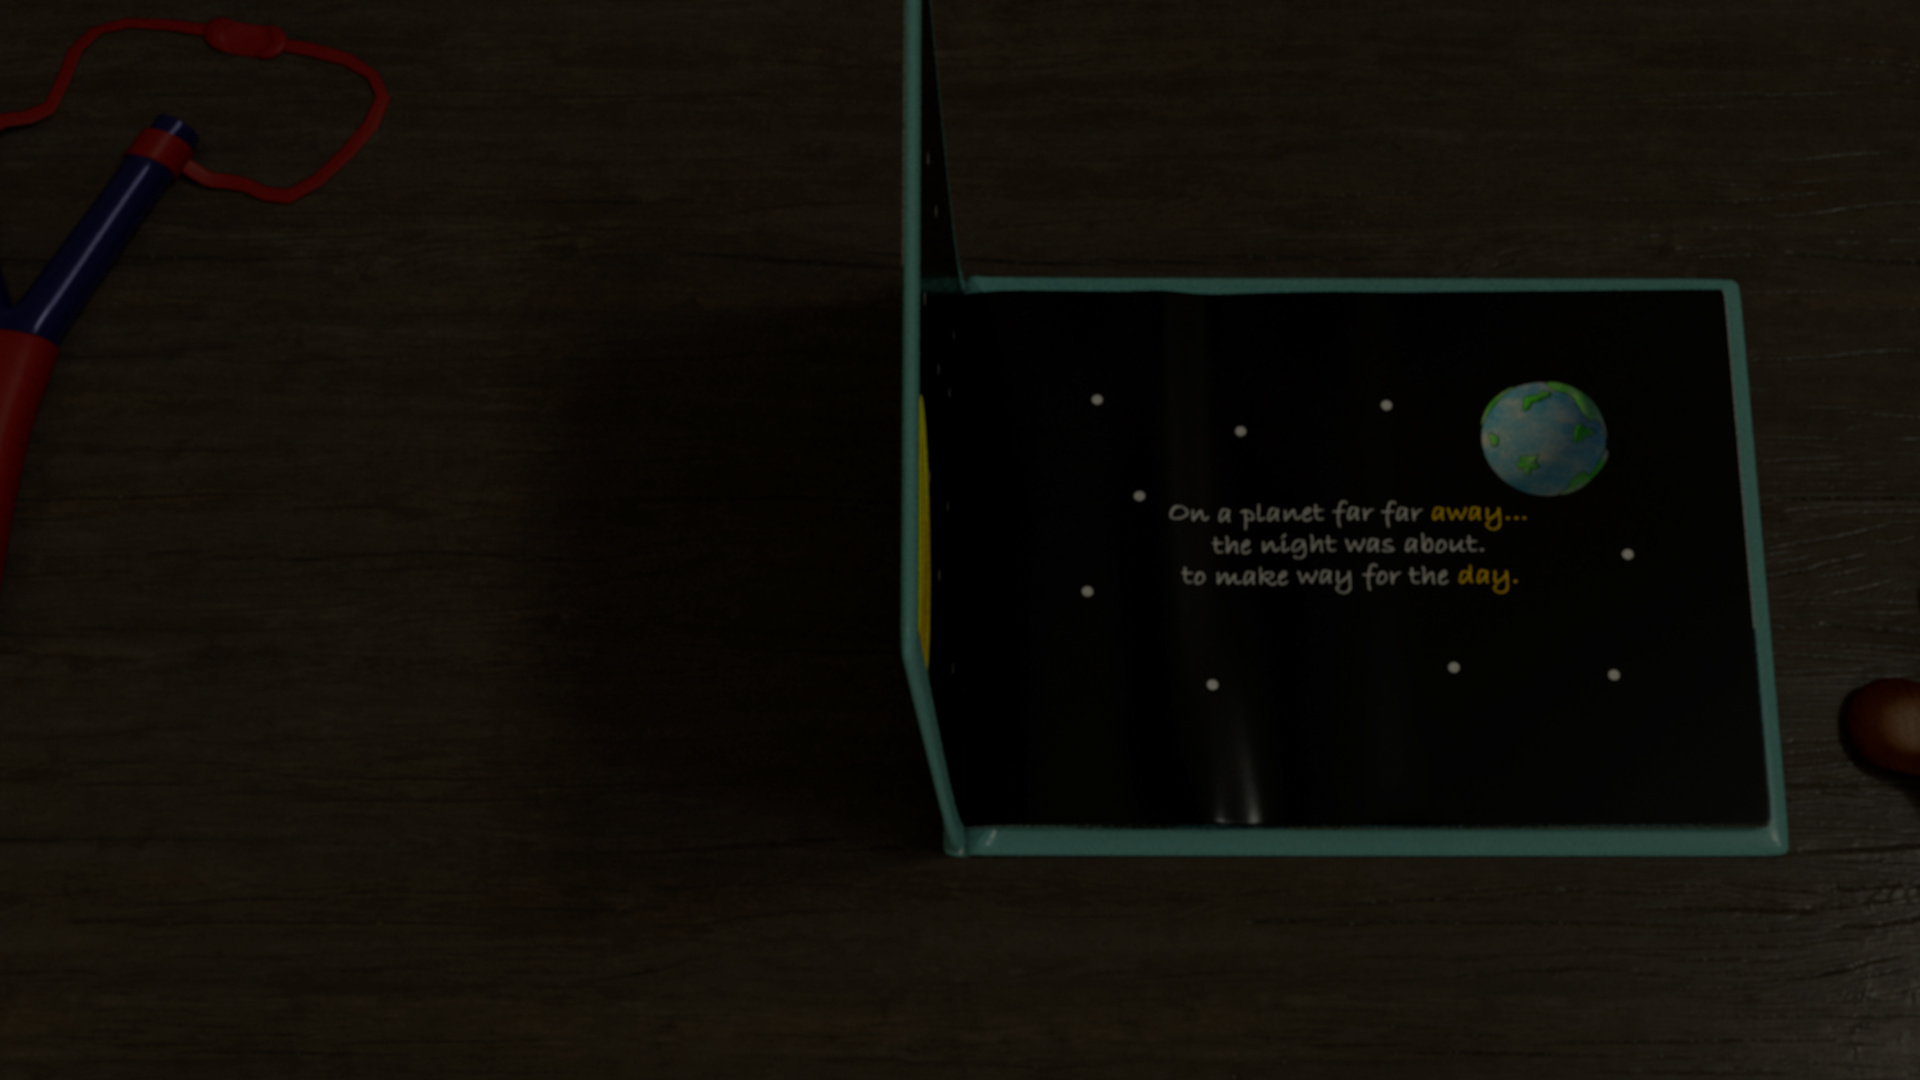 On a planet far far away...
the night was about.
to make way for the day.